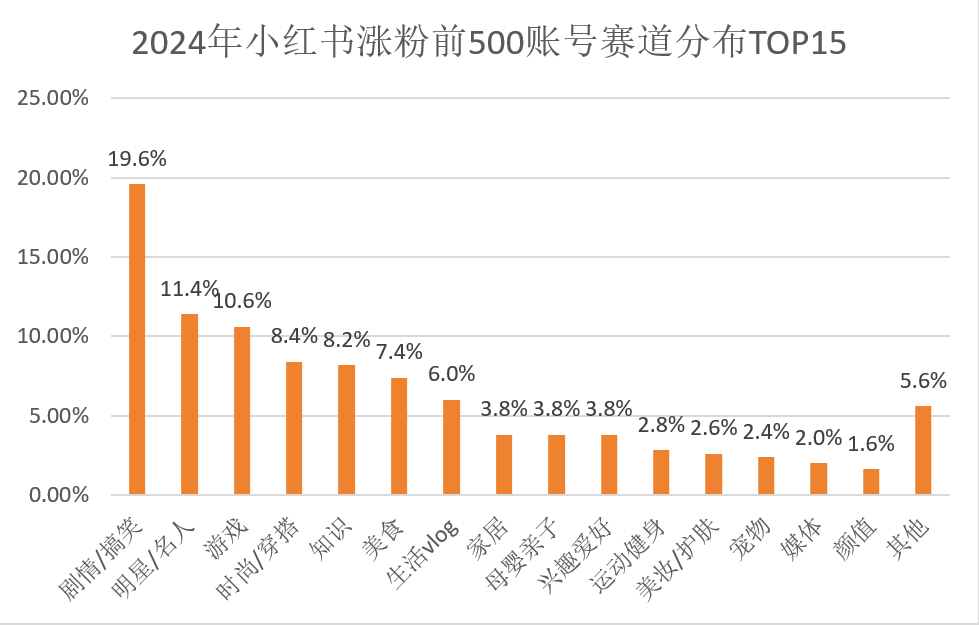 2024年小红书涨粉前500账号赛道分布TOP15
25.00%
20.00%
15.00%
10.00%
5.00%
0.00%
19.6%
11.4%
10.6%
8.4%
8.2%
7.4%
6.0%
3.8%
3.8%
3.8%
2.8%
2.6%
2.4%
2.0%
1.6%
5.6%
剧情/搞笑
明星/名人
游戏
时尚/穿搭
知识
美食
生活vlog
家居
母婴亲子
兴趣爱好
运动健身
美妆/护肤
宠物
媒体
颜值
其他